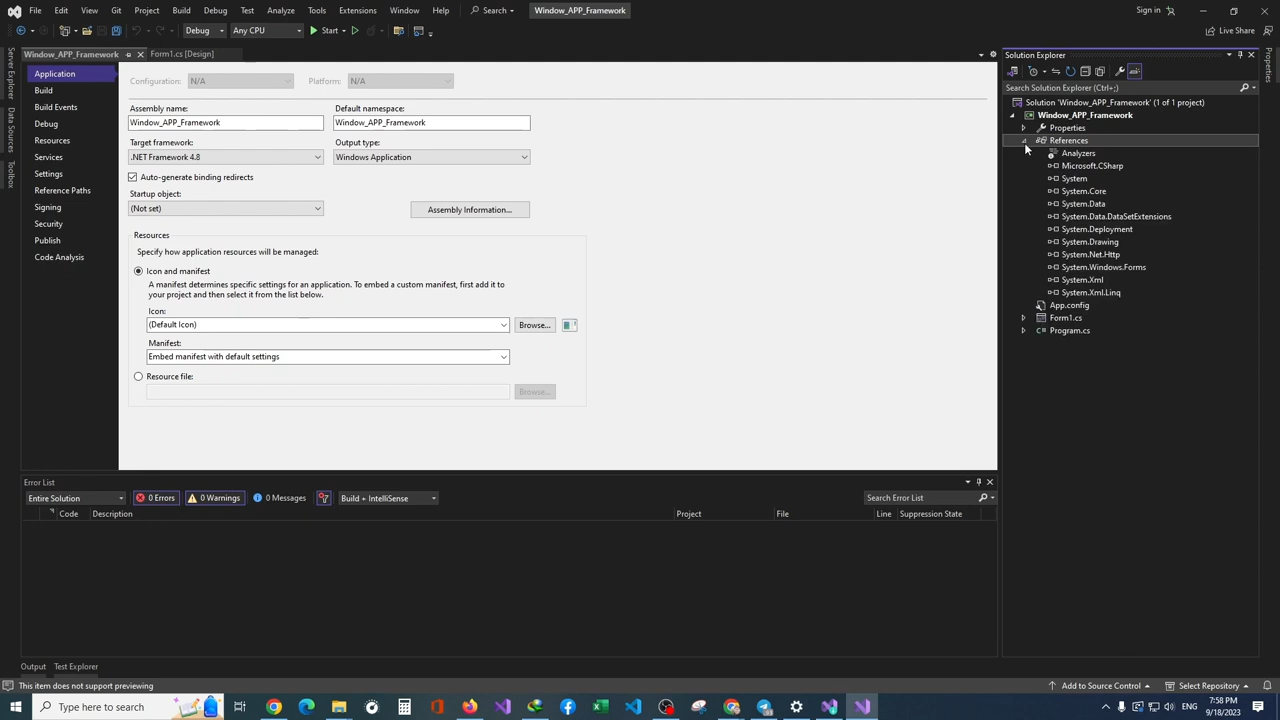 File Edit View Git Project Build Debug Test Analyze Tools Extensions Window Help Search Window_APP_Framework Sign in
Debug Any CPU Start Live Share
Server Explorer
Data Sources
Toolbox
Window_APP_Framework Form1.cs [Design]
Application
Build
Build Events
Debug
Resources
Services
Settings
Reference Paths
Signing
Security
Publish
Code Analysis
Configuration: N/A Platform: N/A
Assembly name: Default namespace:
Window_APP_Framework Window_APP_Framework
Target framework: Output type:
.NET Framework 4.8 Windows Application
Auto-generate binding redirects
Startup object:
(Not set) Assembly Information...
Resources
Specify how application resources will be managed:
Icon and manifest
A manifest determines specific settings for an application. To embed a custom manifest, first add it to
your project and then select it from the list below.
Icon:
(Default Icon) Browse...
Manifest:
Embed manifest with default settings
Resource file:
Browse...
Solution Explorer
Search Solution Explorer (Ctrl+;)
Solution 'Window_APP_Framework' (1 of 1 project)
Window_APP_Framework
Properties
References
Analyzers
Microsoft.CSharp
System
System.Core
System.Data
System.Data.DataSetExtensions
System.Deployment
System.Drawing
System.Net.Http
System.Windows.Forms
System.Xml
System.Xml.Linq
App.config
Form1.cs
Program.cs
Properties
Error List
Entire Solution 0 Errors 0 Warnings 0 Messages Build + IntelliSense Search Error List
Code Description Project File Line Suppression State
Output Test Explorer
This item does not support previewing Add to Source Control Select Repository
Type here to search ENG 7:58 PM
9/18/2023